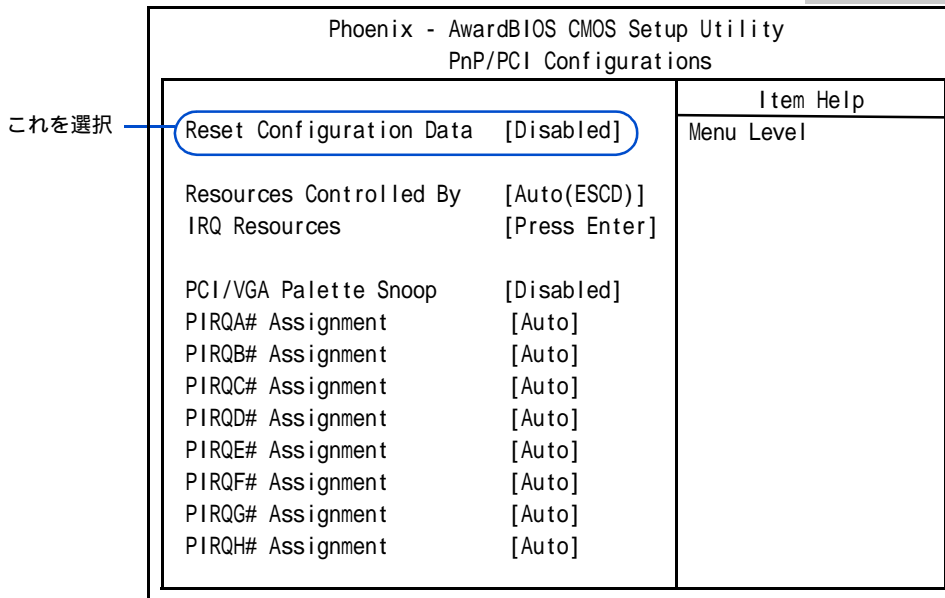 Phoenix - AwardBIOS CMOS Setup Utility
PnP/PCI Configurations
これを選択
Reset Configuration Data [Disabled]
Resources Controlled By [Auto(ESCD)]
IRQ Resources [Press Enter]
PCI/VGA Palette Snoop [Disabled]
PIRQA# Assignment [Auto]
PIRQB# Assignment [Auto]
PIRQC# Assignment [Auto]
PIRQD# Assignment [Auto]
PIRQE# Assignment [Auto]
PIRQF# Assignment [Auto]
PIRQG# Assignment [Auto]
PIRQH# Assignment [Auto]
Item Help
Menu Level